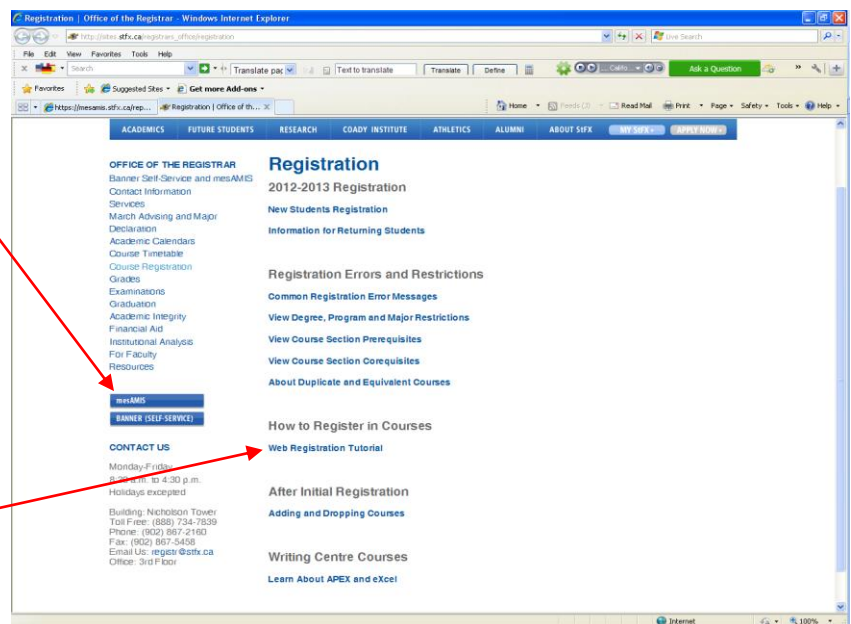 Registration | Office of the Registrar - Windows Internet Explorer
http://sites.stfx.ca/registrars_office/registration
Live Search
File Edit View Favorites Tools Help
Search
Translate pag
Text to translate
Translate
Define
Ask a Question
Favorites
Suggested Sites
Get more Add-ons
https://mesamis.stfx.ca/rep...
Registration | Office of th...
Home
Feeds (J)
Read Mail
Print
Page
Safety
Tools
Help
ACADEMICS FUTURE STUDENTS RESEARCH COADY INSTITUTE ATHLETICS ALUMNI ABOUT StFX MY StFX APPLY NOW
OFFICE OF THE REGISTRAR
Banner Self-Service and mesAMIS
Contact Information
Services
March Advising and Major
Declaration
Academic Calendars
Course Timetable
Course Registration
Grades
Examinations
Graduation
Academic Integrity
Financial Aid
Institutional Analysis
For Faculty
Resources
mesAMIS
BANNER (SELF-SERVICE)
CONTACT US
Monday-Friday
8:30 a.m. to 4:30 p.m.
Holidays excepted
Building: Nicholson Tower
Toll Free: (888) 734-7839
Phone: (902) 867-2160
Fax: (902) 867-5458
Email Us: registr@stfx.ca
Office: 3rd Floor
Registration
2012-2013 Registration
New Students Registration
Information for Returning Students
Registration Errors and Restrictions
Common Registration Error Messages
View Degree, Program and Major Restrictions
View Course Section Prerequisites
View Course Section Corequisites
About Duplicate and Equivalent Courses
How to Register in Courses
Web Registration Tutorial
After Initial Registration
Adding and Dropping Courses
Writing Centre Courses
Learn About APEX and eXcel
Internet
100%